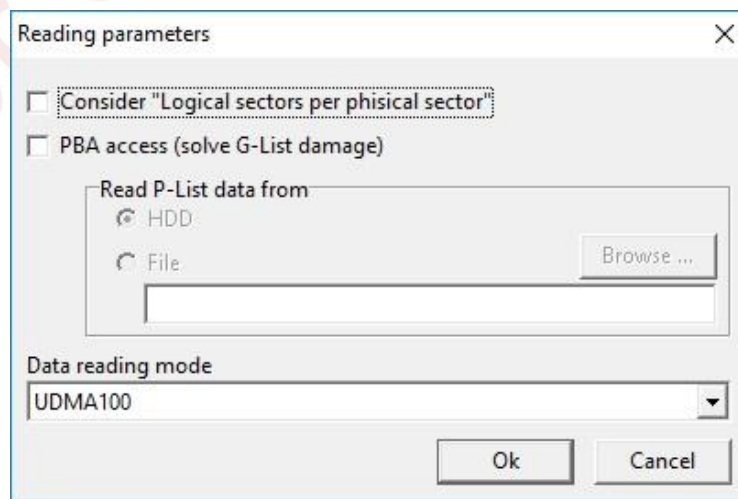 Reading parameters
Consider "Logical sectors per phisical sector"
PBA access (solve G-List damage)
Read P-List data from
HDD
File
Browse ...
Data reading mode
UDMA100
Ok
Cancel